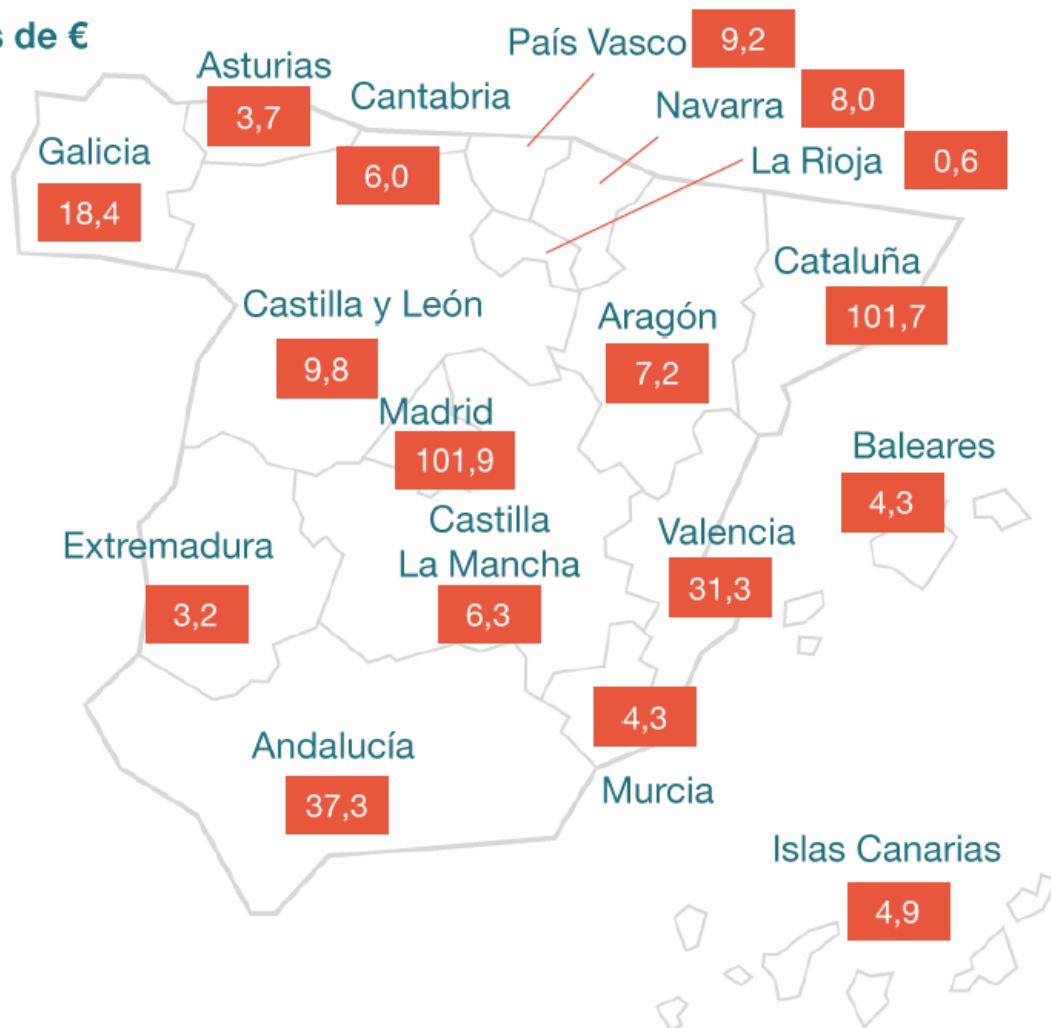 s de €
País Vasco 9,2
Asturias
3,7
Cantabria
6,0
Navarra 8,0
La Rioja 0,6
Galicia
18,4
Cataluña
101,7
Castilla y León
9,8
Aragón
7,2
Madrid
101,9
Baleares
4,3
Castilla
La Mancha
6,3
Valencia
31,3
Extremadura
3,2
4,3
Murcia
Andalucía
37,3
Islas Canarias
4,9